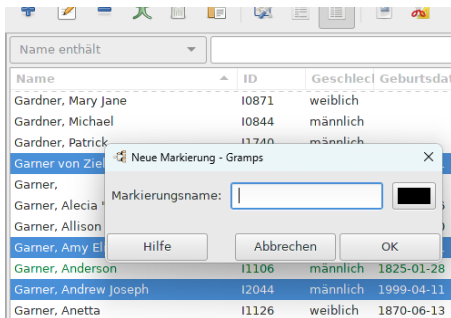 Name enthält
Name ID Geschlecl Geburtsdat
Gardner, Mary Jane I0871 weiblich
Gardner, Michael I0844 männlich
Gardner, Patrick I1740 männlich
Garner von Ziel
Neue Markierung - Gramps
Garner,
Markierungsname:
Garner, Alecia "
Garner, Allison
Garner, Amy El
Hilfe Abbrechen OK
Garner, Anderson I1106 männlich 1825-01-28
Garner, Andrew Joseph I2044 männlich 1999-04-11
Garner, Anetta I1126 weiblich 1870-06-13